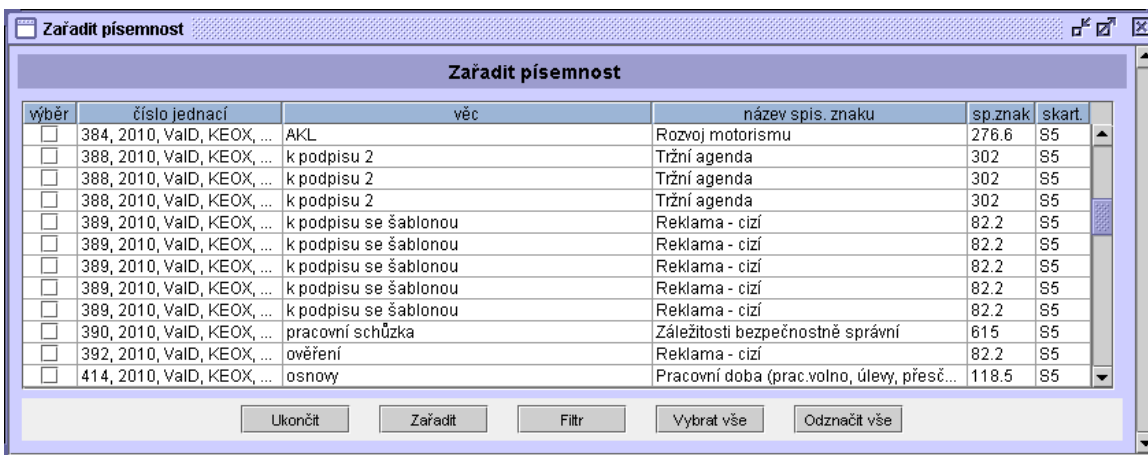 Zařadit písemnost
Zařadit písemnost
výběr číslo jednací věc název spis. znaku sp.znak skart.
384, 2010, ValD, KEOX, ... AKL Rozvoj motorismu 276.6 S5
388, 2010, ValD, KEOX, ... k podpisu 2 Tržní agenda 302 S5
388, 2010, ValD, KEOX, ... k podpisu 2 Tržní agenda 302 S5
388, 2010, ValD, KEOX, ... k podpisu 2 Tržní agenda 302 S5
389, 2010, ValD, KEOX, ... k podpisu se šablonou Reklama - cizí 82.2 S5
389, 2010, ValD, KEOX, ... k podpisu se šablonou Reklama - cizí 82.2 S5
389, 2010, ValD, KEOX, ... k podpisu se šablonou Reklama - cizí 82.2 S5
389, 2010, ValD, KEOX, ... k podpisu se šablonou Reklama - cizí 82.2 S5
389, 2010, ValD, KEOX, ... k podpisu se šablonou Reklama - cizí 82.2 S5
390, 2010, ValD, KEOX, ... pracovní schůzka Záležitosti bezpečnostně správní 615 S5
392, 2010, ValD, KEOX, ... ověření Reklama - cizí 82.2 S5
414, 2010, ValD, KEOX, ... osnovy Pracovní doba (prac.volno, úlevy, přesč... 118.5 S5
Ukončit Zařadit Filtr Vybrat vše Odznačit vše